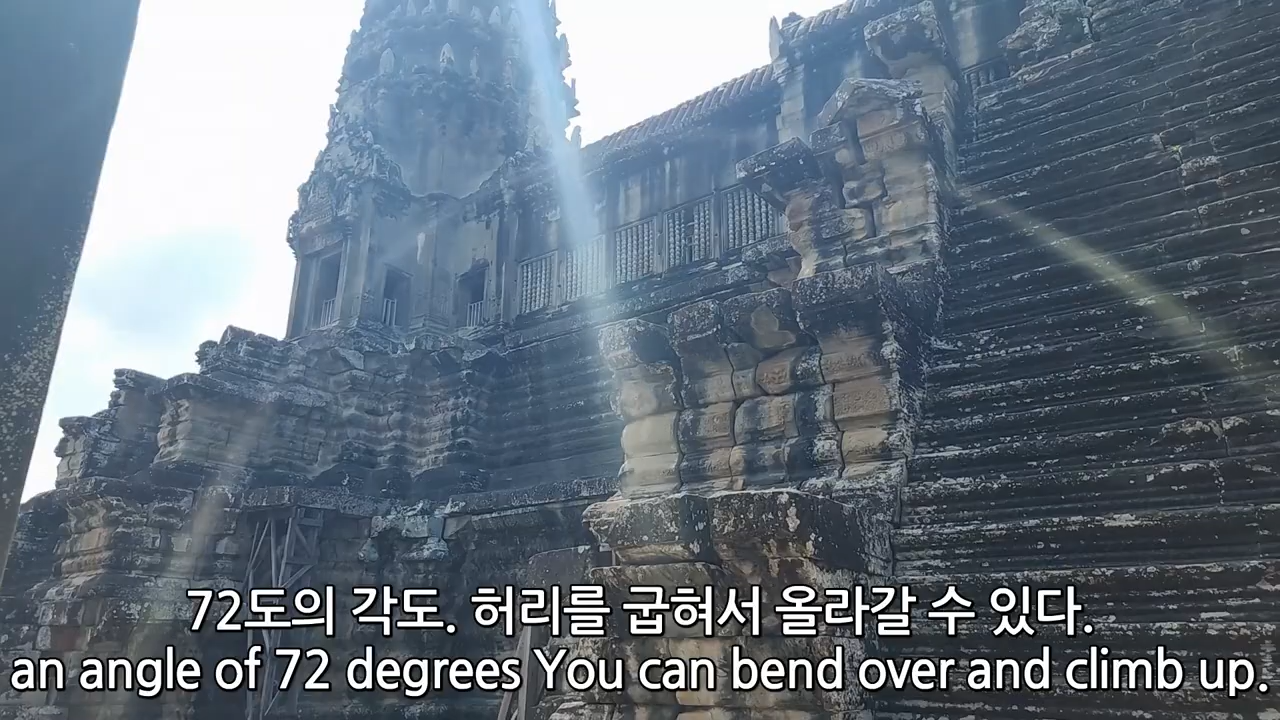 72도의 각도. 허리를 굽혀서 올라갈 수 있다.
an angle of 72 degrees You can bend over and climb up.